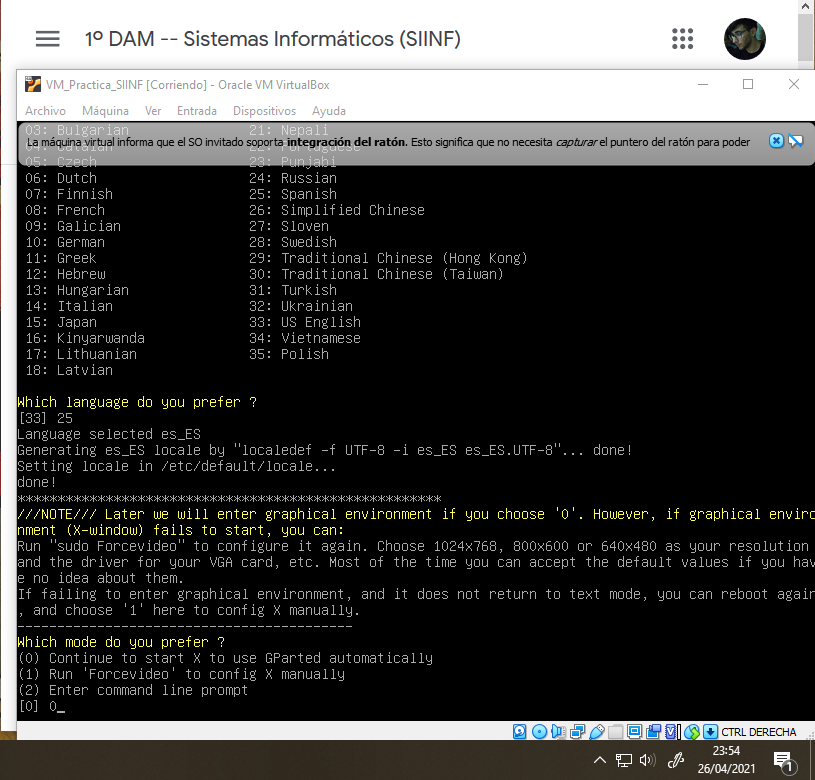 1º DAM -- Sistemas Informáticos (SIINF)
VM_Practica_SIINF [Corriendo] - Oracle VM VirtualBox
Archivo Máquina Ver Entrada Dispositivos Ayuda
03: Bulgarian 21: Nepali
La máquina virtual informa que el SO invitado soporta integración del ratón. Esto significa que no necesita capturar el puntero del ratón para poder
04: Catalan 22: Portuguese
05: Czech 23: Punjabi
06: Dutch 24: Russian
07: Finnish 25: Spanish
08: French 26: Simplified Chinese
09: Galician 27: Sloven
10: German 28: Swedish
11: Greek 29: Traditional Chinese (Hong Kong)
12: Hebrew 30: Traditional Chinese (Taiwan)
13: Hungarian 31: Turkish
14: Italian 32: Ukrainian
15: Japan 33: US English
16: Kinyarwanda 34: Vietnamese
17: Lithuanian 35: Polish
18: Latvian
Which language do you prefer ?
[33] 25
Language selected es_ES
Generating es_ES locale by "localedef -f UTF-8 -i es_ES es_ES.UTF-8"... done!
Setting locale in /etc/default/locale...
done!
*****************************************************
///NOTE/// Later we will enter graphical environment if you choose '0'. However, if graphical enviro
nment (X-window) fails to start, you can:
Run "sudo Forcevideo" to configure it again. Choose 1024x768, 800x600 or 640x480 as your resolution
and the driver for your VGA card, etc. Most of the time you can accept the default values if you hav
e no idea about them.
If failing to enter graphical environment, and it does not return to text mode, you can reboot again
, and choose '1' here to config X manually.
------------------------------------------
Which mode do you prefer ?
(0) Continue to start X to use GParted automatically
(1) Run 'Forcevideo' to config X manually
(2) Enter command line prompt
[0] 0_
CTRL DERECHA
23:54
26/04/2021
1